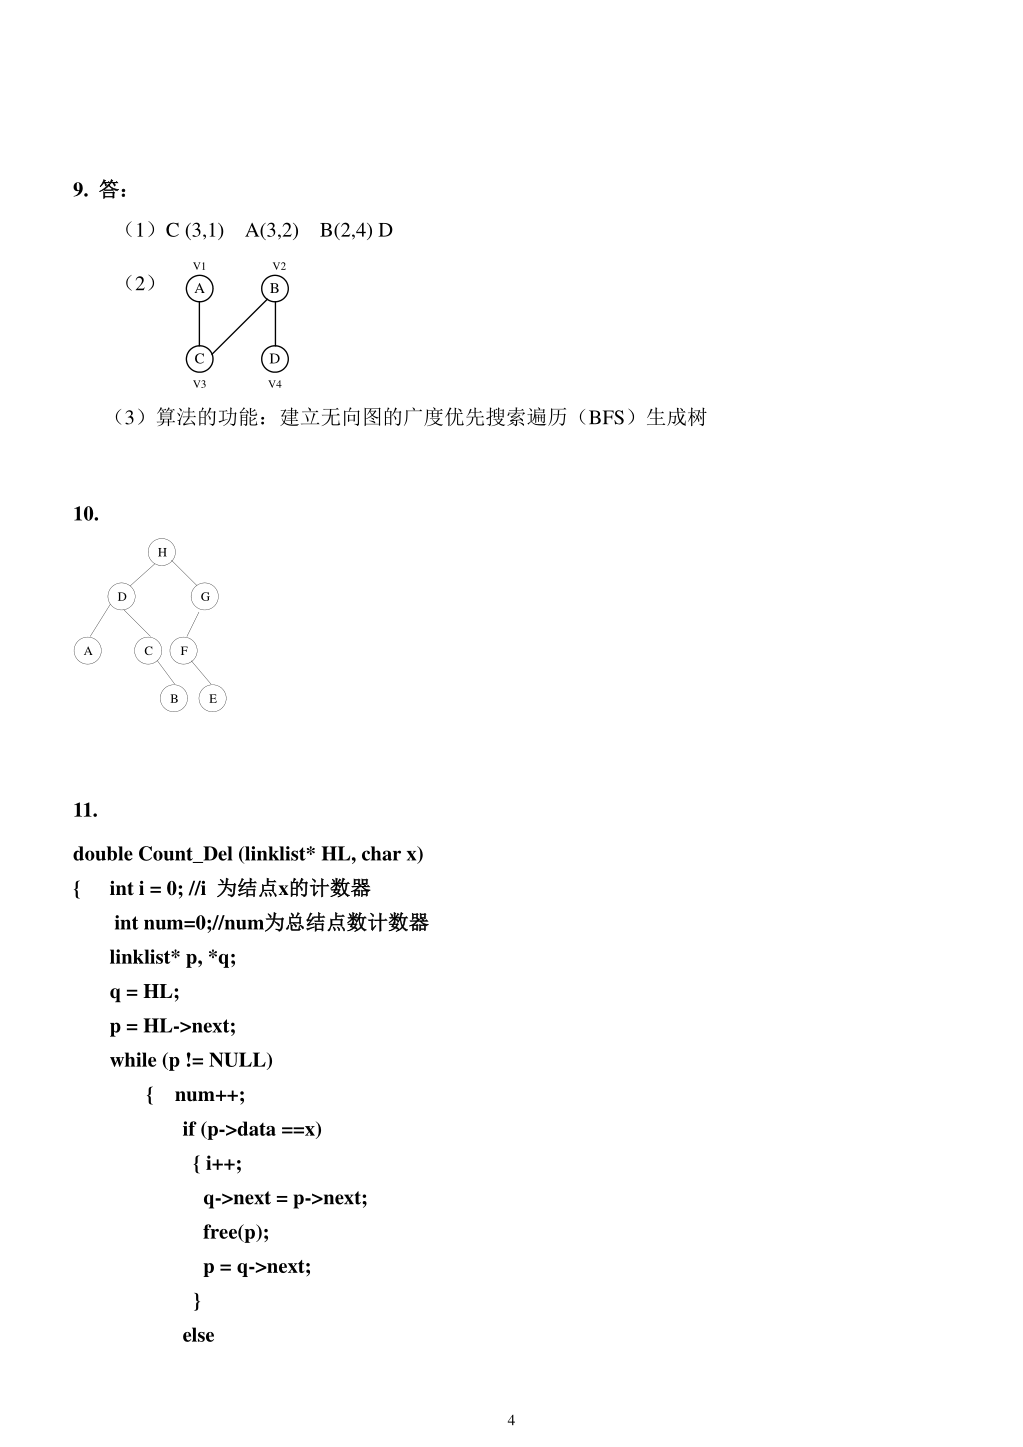 9. 答：
（1）C (3,1) A(3,2) B(2,4) D
（2）
V1 V2
A B
C D
V3 V4
（3）算法的功能：建立无向图的广度优先搜索遍历（BFS）生成树
10.
H
D G
A C F
B E
11.
double Count_Del (linklist* HL, char x)
{ int i = 0; //i 为结点x的计数器
int num=0;//num为总结点数计数器
linklist* p, *q;
q = HL;
p = HL->next;
while (p != NULL)
{ num++;
if (p->data ==x)
{ i++;
q->next = p->next;
free(p);
p = q->next;
}
else
4